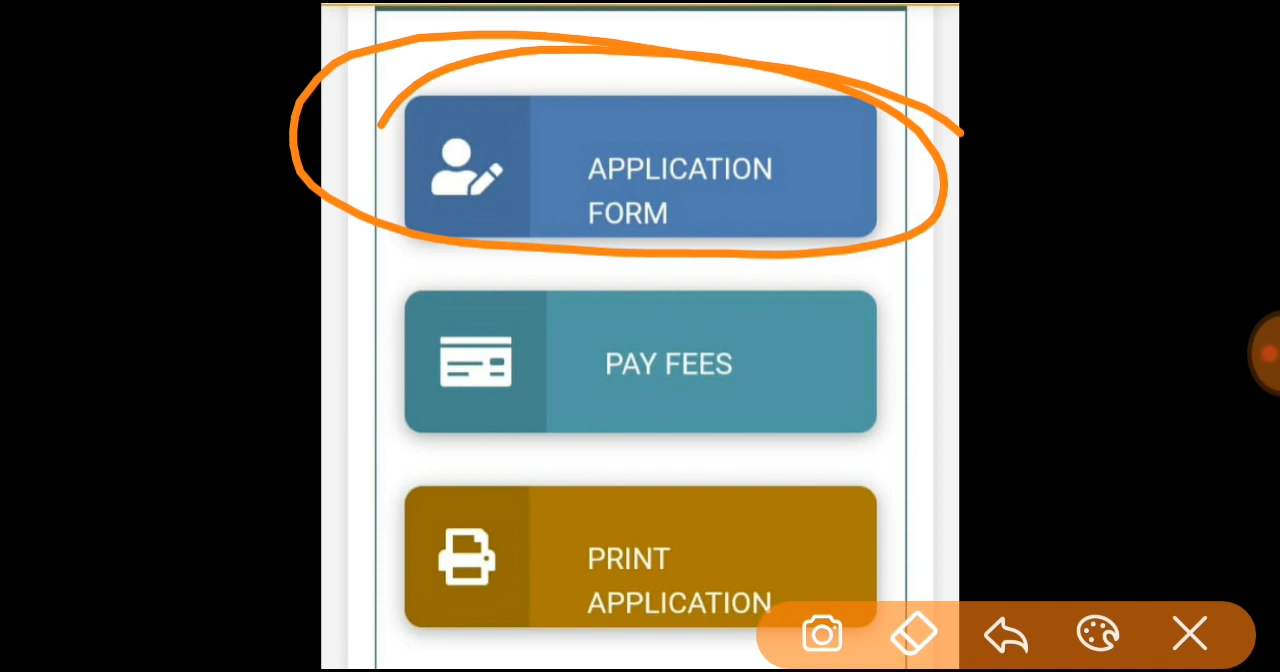 APPLICATION
FORM
PAY FEES
PRINT
APPLICATION